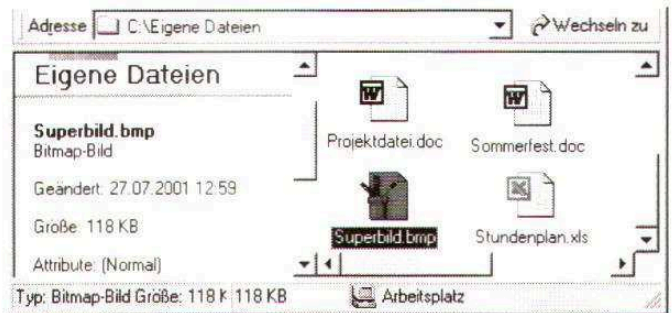 Adresse C:\Eigene Dateien Wechseln zu
Eigene Dateien
Superbild.bmp
Bitmap-Bild
Geändert: 27.07.2001 12:59
Größe: 118 KB
Attribute: (Normal)
Projektdatei.doc Sommerfest.doc
Superbild.bmp Stundenplan.xls
Typ: Bitmap-Bild Größe: 118 K 118 KB Arbeitsplatz